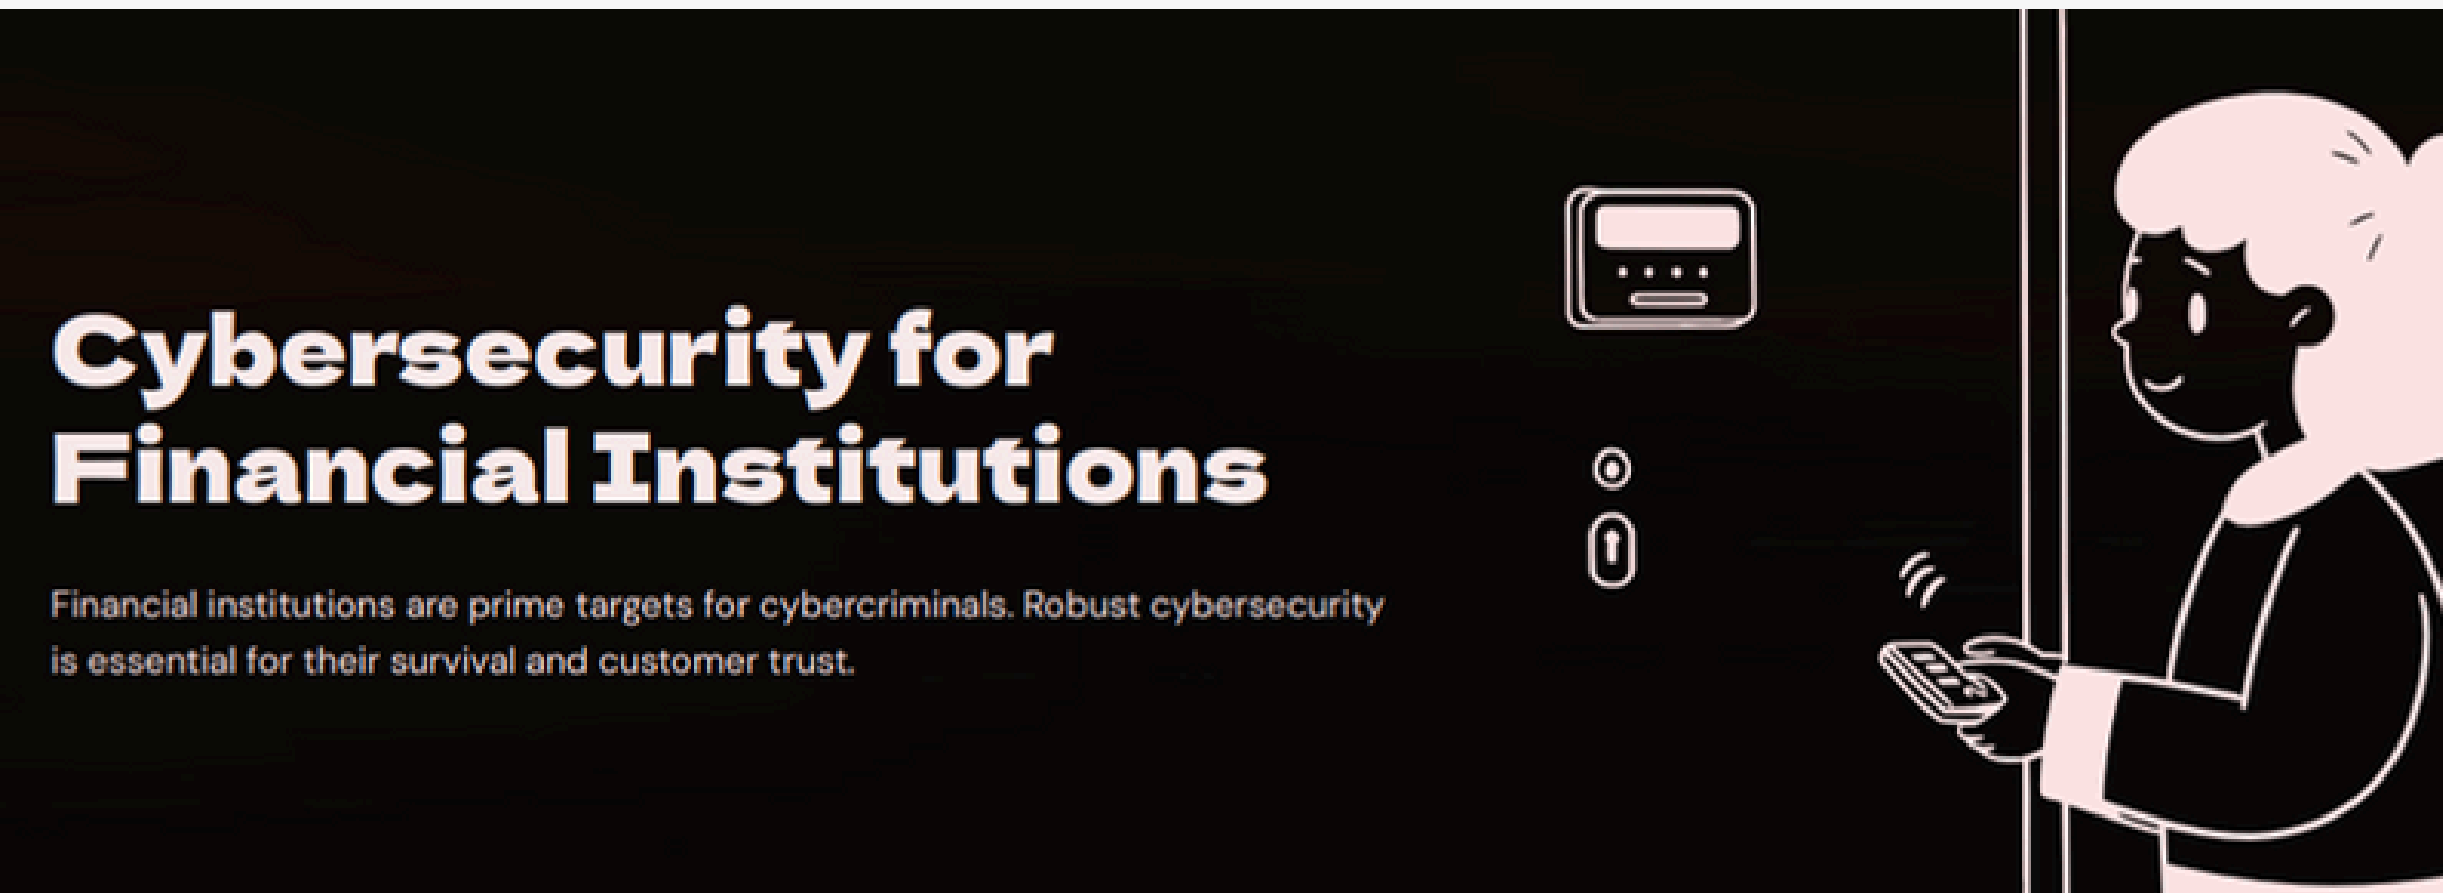 Cybersecurity for
Financial Institutions
Financial institutions are prime targets for cybercriminals. Robust cybersecurity
is essential for their survival and customer trust.